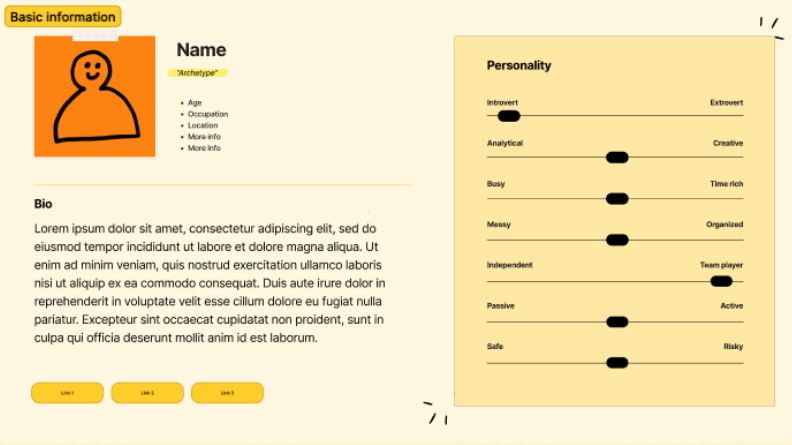 Basic information
Name
"Archetype"
• Age
• Occupation
• Location
• More info
• More info
Bio
Lorem ipsum dolor sit amet, consectetur adipiscing elit, sed do
eiusmod tempor incididunt ut labore et dolore magna aliqua. Ut
enim ad minim veniam, quis nostrud exercitation ullamco laboris
nisi ut aliquip ex ea commodo consequat. Duis aute irure dolor in
reprehenderit in voluptate velit esse cillum dolore eu fugiat nulla
pariatur. Excepteur sint occaecat cupidatat non proident, sunt in
culpa qui officia deserunt mollit anim id est laborum.
Link 1 Link 2 Link 3
Personality
Introvert Extrovert
Analytical Creative
Busy Time rich
Messy Organized
Independent Team player
Passive Active
Safe Risky